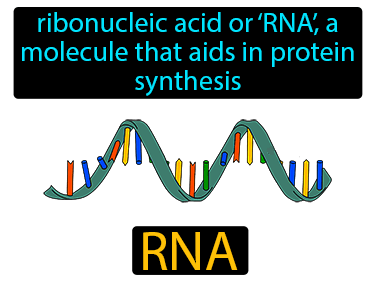 ribonucleic acid or ‘RNA’, a
molecule that aids in protein
synthesis
RNA